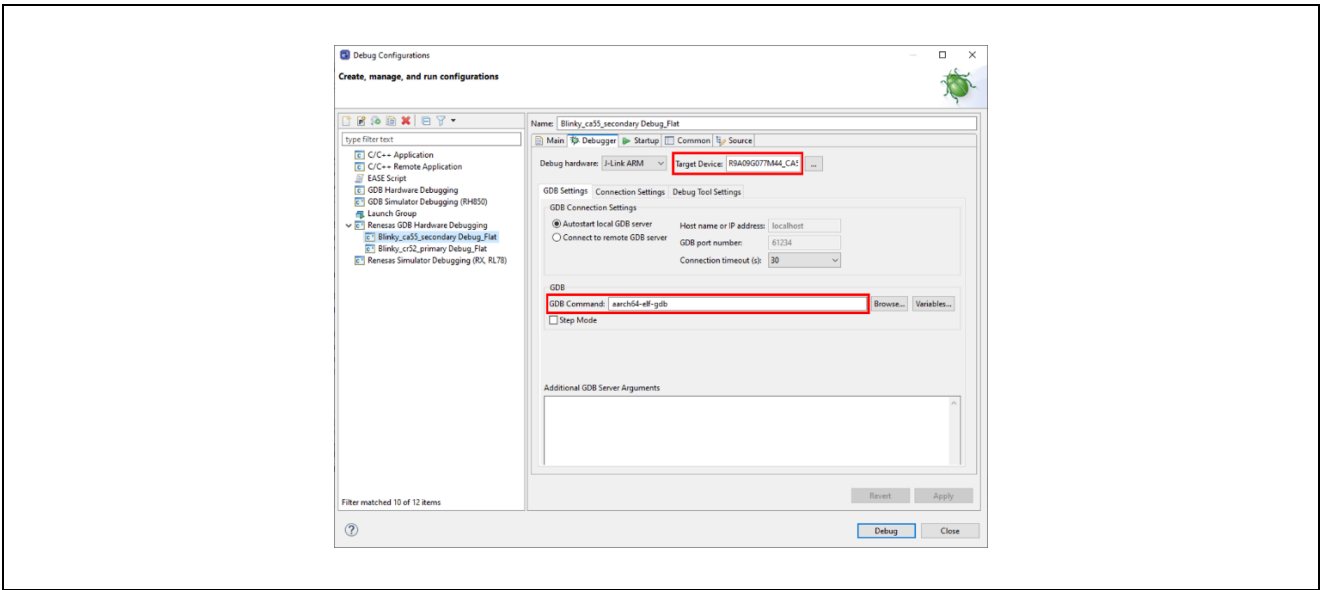 Debug Configurations
Create, manage, and run configurations
type filter text
C/C++ Application
C/C++ Remote Application
EASE Script
GDB Hardware Debugging
GDB Simulator Debugging (RH850)
Launch Group
Renesas GDB Hardware Debugging
Blinky_ca55_secondary Debug_Flat
Blinky_cr52_primary Debug_Flat
Renesas Simulator Debugging (RX, RL78)
Filter matched 10 of 12 items
Name: Blinky_ca55_secondary Debug_Flat
Main Debugger Startup Common Source
Debug hardware: J-Link ARM Target Device: R9A09G077M44_CA5 ...
GDB Settings Connection Settings Debug Tool Settings
GDB Connection Settings
Autostart local GDB server Host name or IP address: localhost
Connect to remote GDB server GDB port number: 61234
Connection timeout (s): 30
GDB
GDB Command: aarch64-elf-gdb Browse... Variables...
Step Mode
Additional GDB Server Arguments
Revert Apply
Debug Close